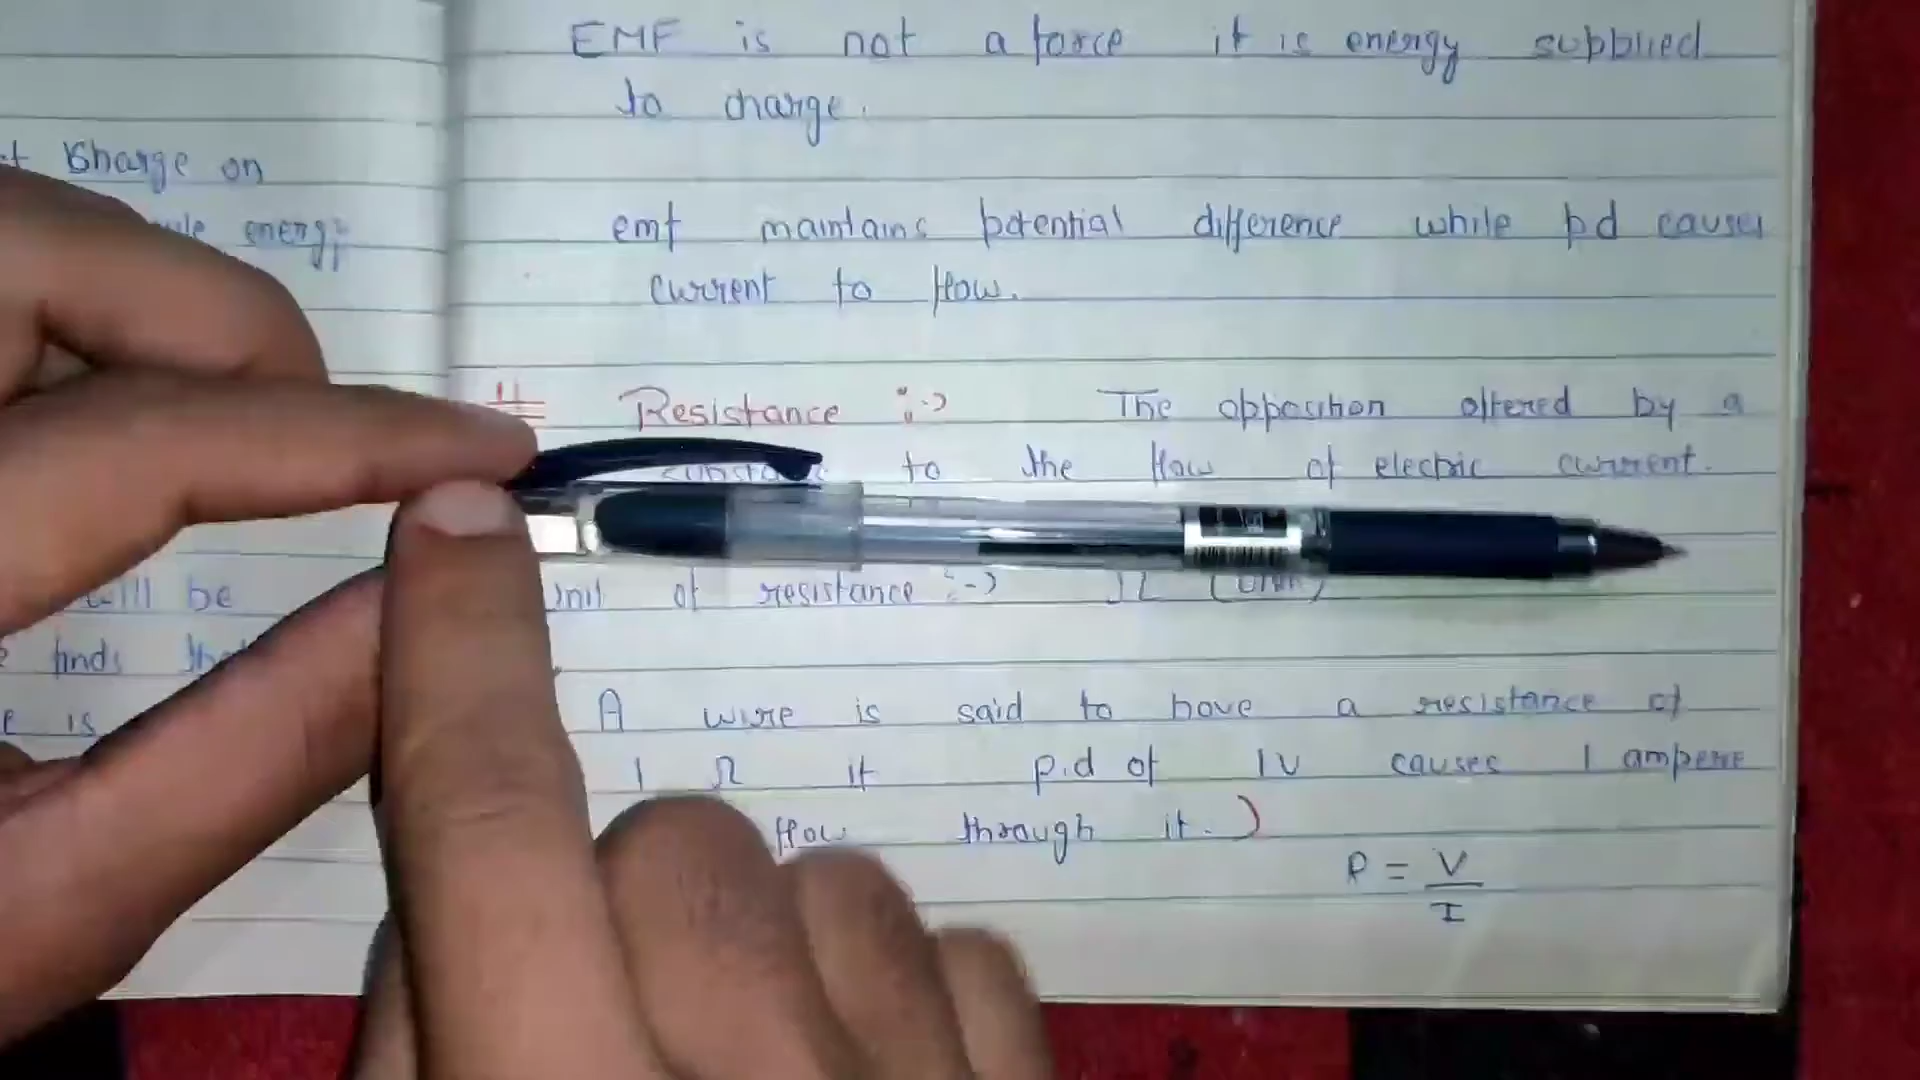 charge on
energy
will be
finds
is
EMF is not a force it is energy supplied
to charge.
emf maintains potential difference while pd causes
current to flow.
# Resistance :-> The opposition offered by a
substance to the flow of electric current.
unit of resistance :-> Ω (ohm)
A wire is said to have a resistance of
1 Ω if p.d of 1V causes 1 ampere
flow through it.)
R = V
I